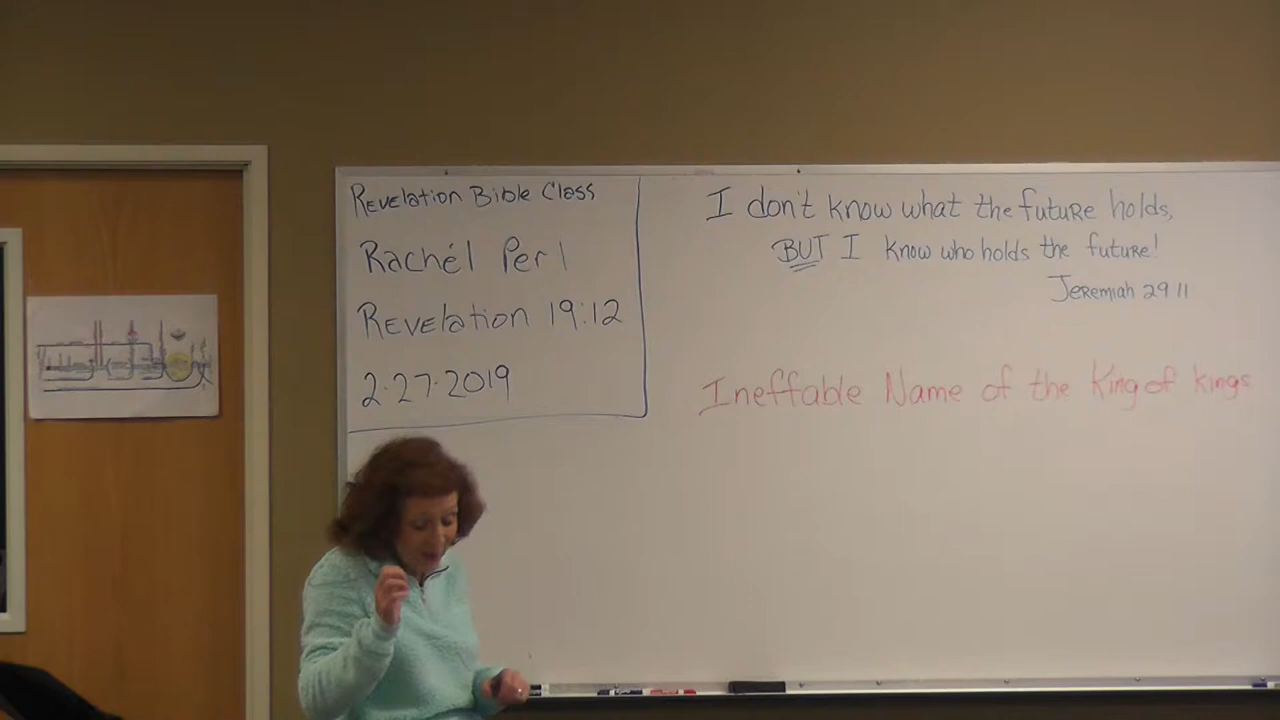 Revelation Bible Class
Rachél Perl
Revelation 19:12
2.27.2019
I don't know what the future holds,
BUT I know who holds the future!
Jeremiah 29 11
Ineffable Name of the King of kings